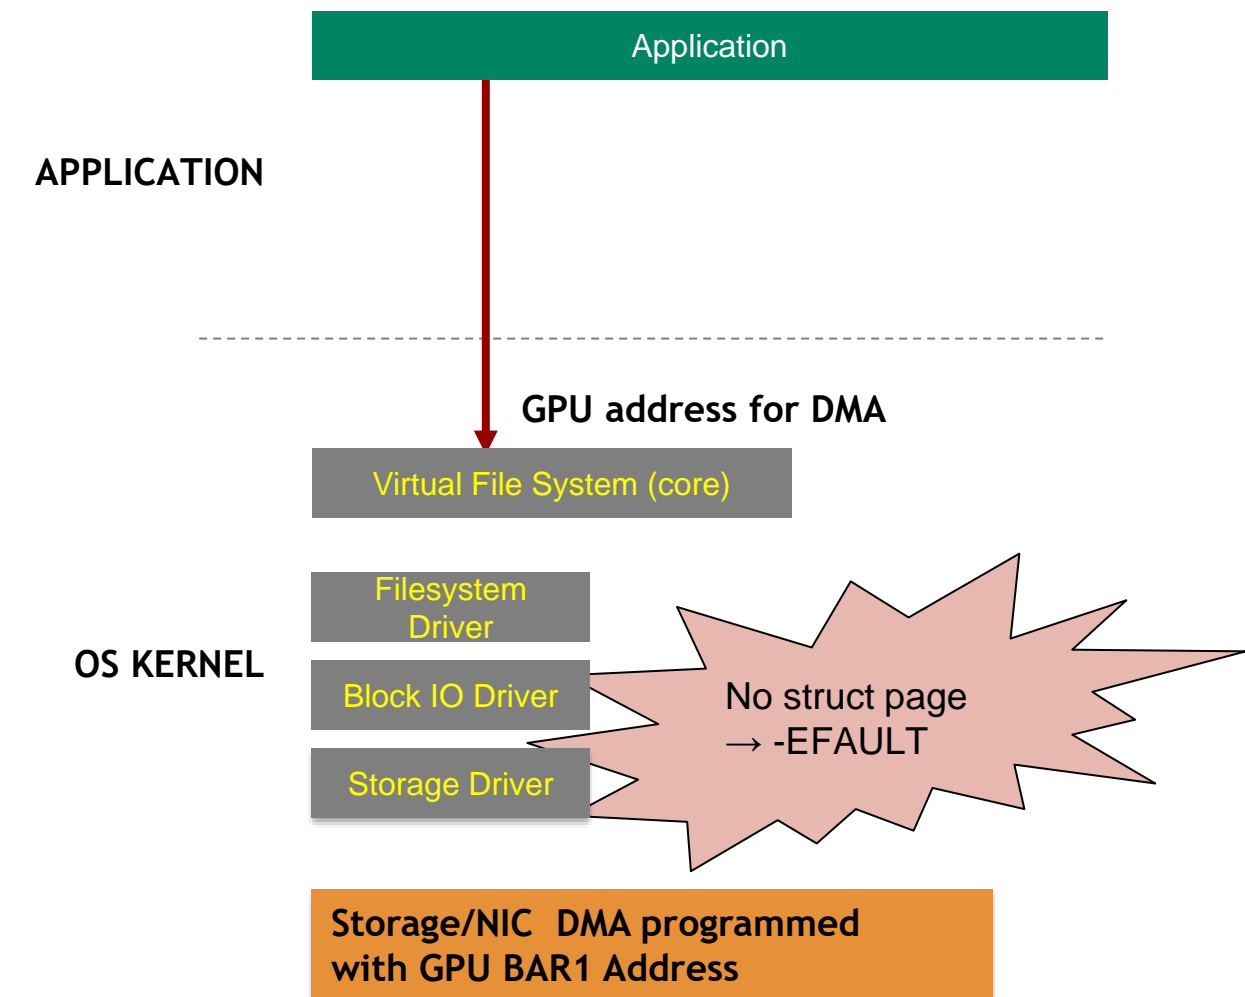 Application
APPLICATION
GPU address for DMA
Virtual File System (core)
Filesystem
Driver
OS KERNEL
Block IO Driver
No struct page
→ -EFAULT
Storage Driver
Storage/NIC DMA programmed
with GPU BAR1 Address